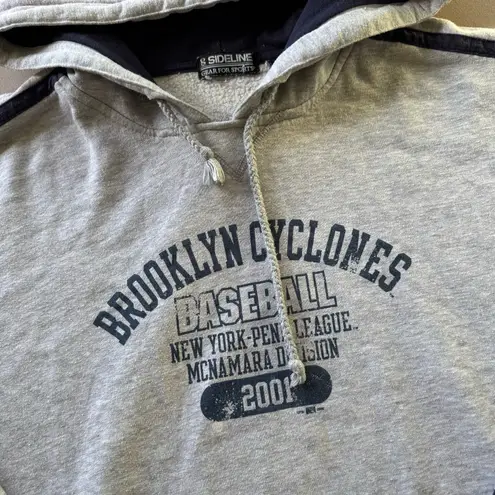 SIDELINE
GEAR FOR SPORTS
BROOKLYN CYCLONES
BASEBALL
NEW YORK-PENN LEAGUE
MCNAMARA DIVISION
2001